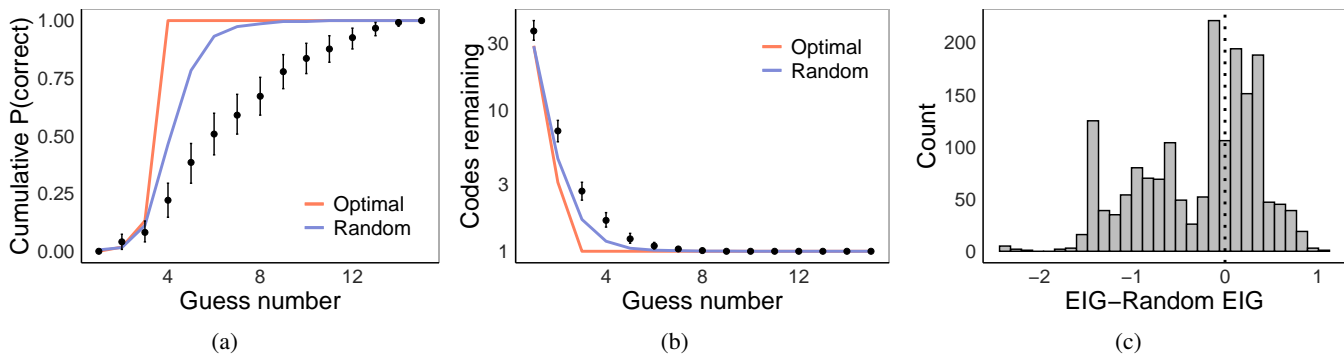 1.00
0.75
0.50
0.25
0.00
Cumulative P(correct)
Optimal
Random
4
8
12
Guess number
(a)
30
10
3
1
Codes remaining
Optimal
Random
4
8
12
Guess number
(b)
200
150
100
50
0
Count
−2
−1
0
1
EIG−Random EIG
(c)